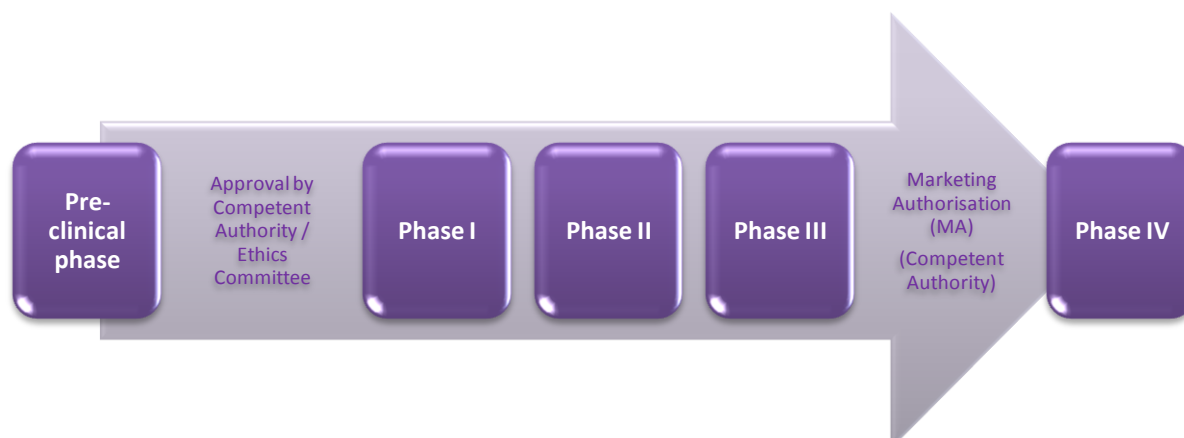 Pre-
clinical
phase
Approval by
Competent
Authority /
Ethics
Committee
Phase I
Phase II
Phase III
Marketing
Authorisation
(MA)
(Competent
Authority)
Phase IV